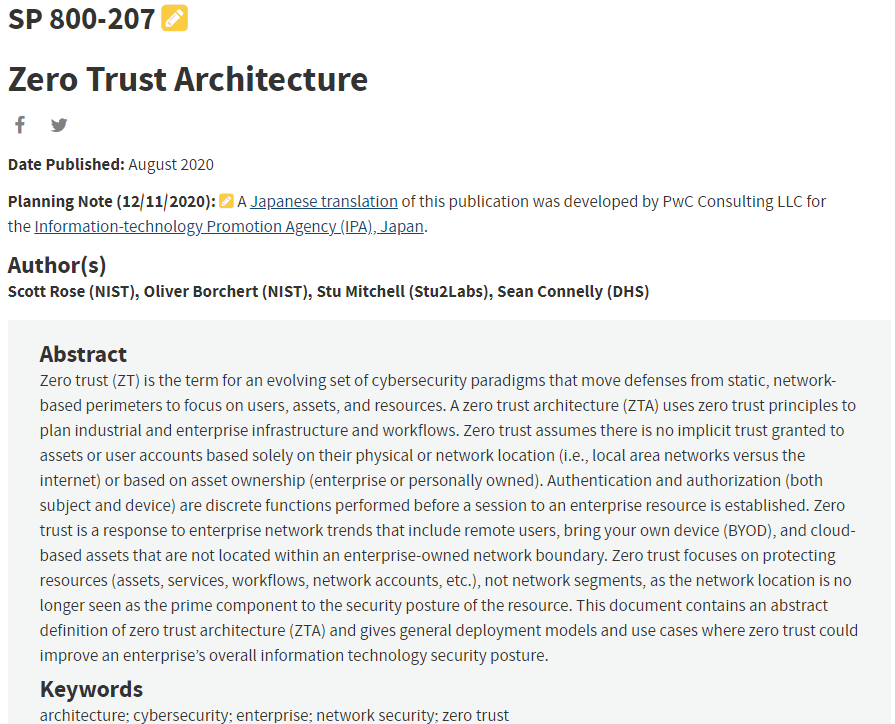 SP 800-207
Zero Trust Architecture
Date Published: August 2020
Planning Note (12/11/2020): A Japanese translation of this publication was developed by PwC Consulting LLC for
the Information-technology Promotion Agency (IPA), Japan.
Author(s)
Scott Rose (NIST), Oliver Borchert (NIST), Stu Mitchell (Stu2Labs), Sean Connelly (DHS)
Abstract
Zero trust (ZT) is the term for an evolving set of cybersecurity paradigms that move defenses from static, network-
based perimeters to focus on users, assets, and resources. A zero trust architecture (ZTA) uses zero trust principles to
plan industrial and enterprise infrastructure and workflows. Zero trust assumes there is no implicit trust granted to
assets or user accounts based solely on their physical or network location (i.e., local area networks versus the
internet) or based on asset ownership (enterprise or personally owned). Authentication and authorization (both
subject and device) are discrete functions performed before a session to an enterprise resource is established. Zero
trust is a response to enterprise network trends that include remote users, bring your own device (BYOD), and cloud-
based assets that are not located within an enterprise-owned network boundary. Zero trust focuses on protecting
resources (assets, services, workflows, network accounts, etc.), not network segments, as the network location is no
longer seen as the prime component to the security posture of the resource. This document contains an abstract
definition of zero trust architecture (ZTA) and gives general deployment models and use cases where zero trust could
improve an enterprise’s overall information technology security posture.
Keywords
architecture; cybersecurity; enterprise; network security; zero trust